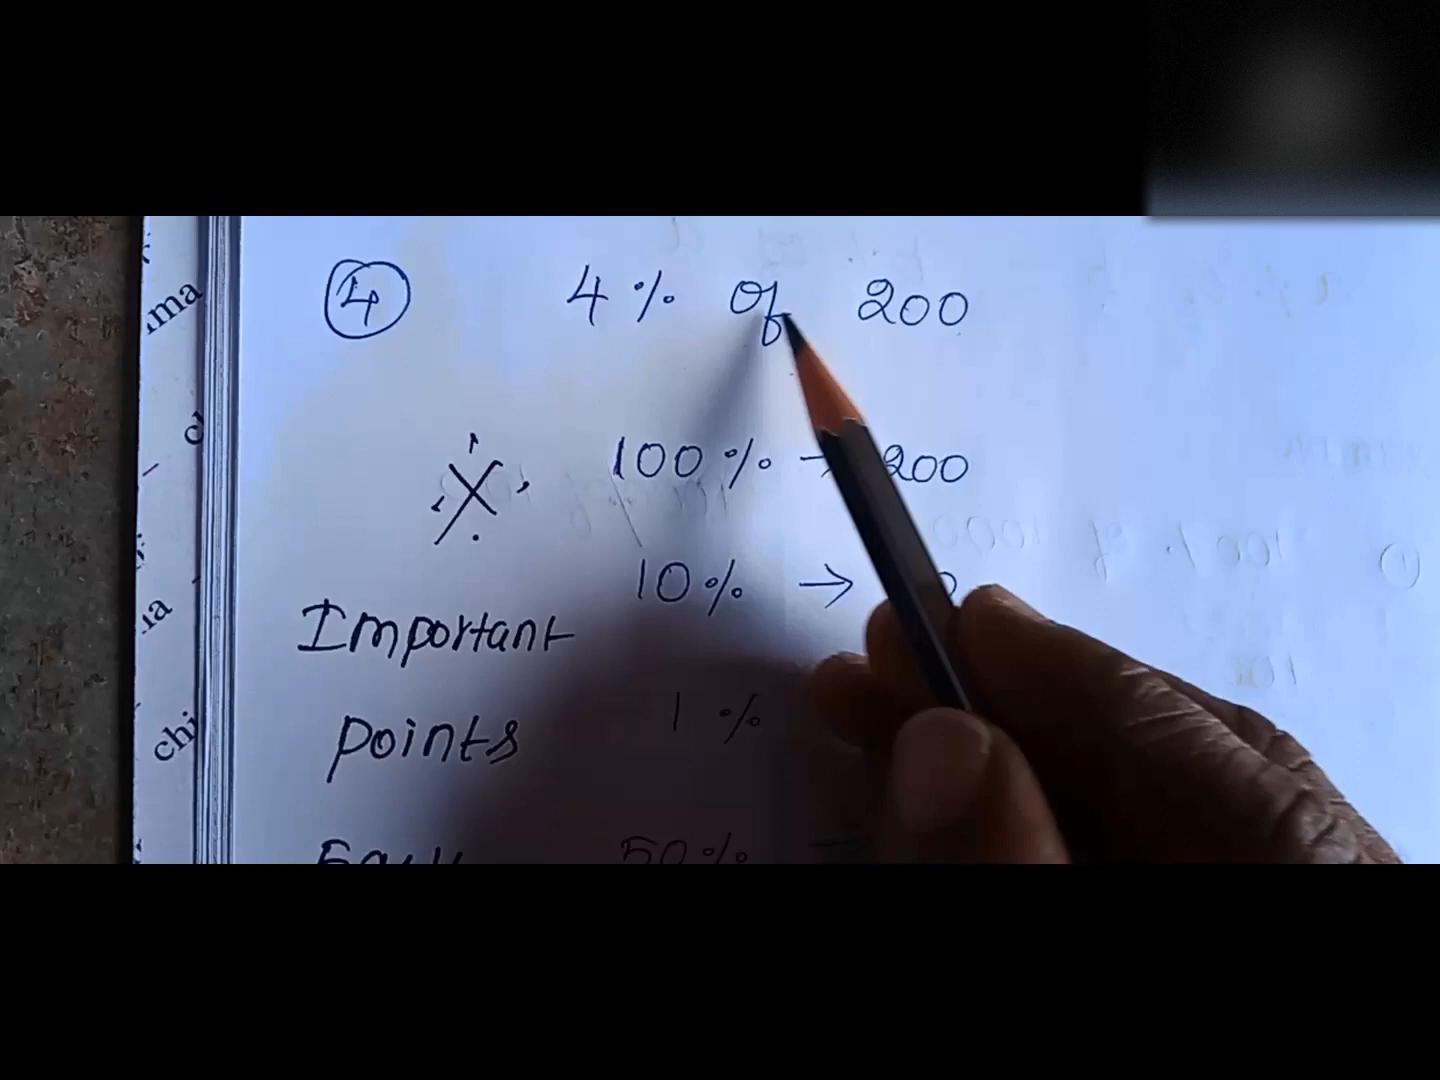 4 4% of 200
100% → 200
10% →
Important
1%
points
50%